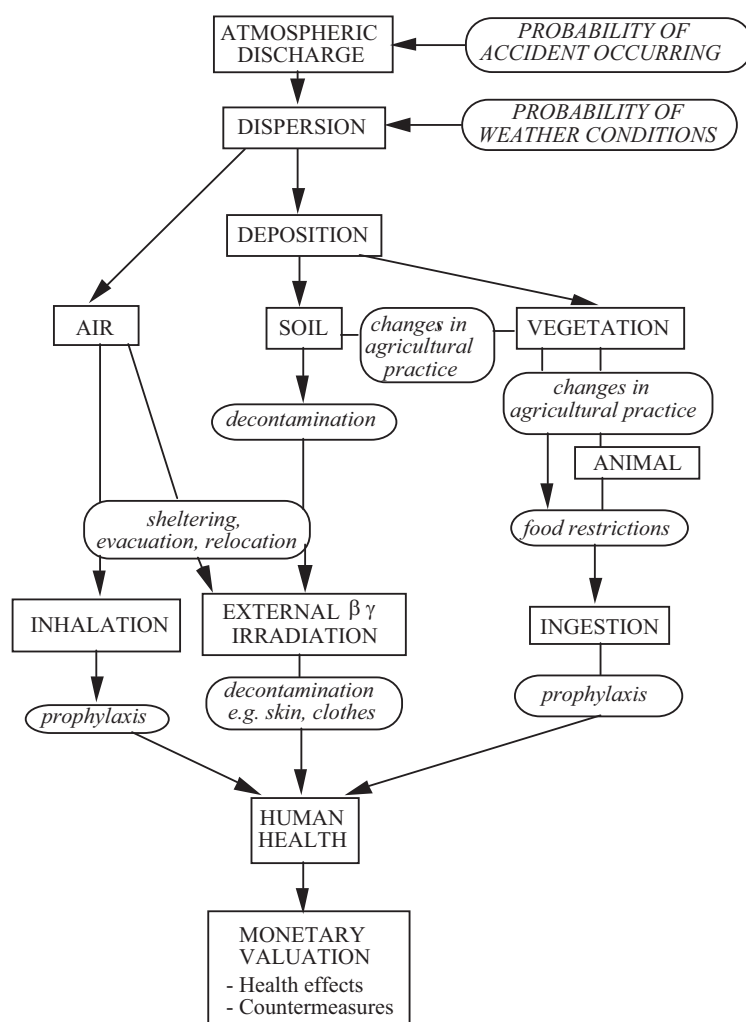 ATMOSPHERIC
DISCHARGE
PROBABILITY OF
ACCIDENT OCCURRING
DISPERSION
PROBABILITY OF
WEATHER CONDITIONS
DEPOSITION
AIR
SOIL
changes in
agricultural
practice
VEGETATION
decontamination
changes in
agricultural practice
ANIMAL
sheltering,
evacuation, relocation
food restrictions
INHALATION
EXTERNAL β γ
IRRADIATION
INGESTION
prophylaxis
decontamination
e.g. skin, clothes
prophylaxis
HUMAN
HEALTH
MONETARY
VALUATION
- Health effects
- Countermeasures